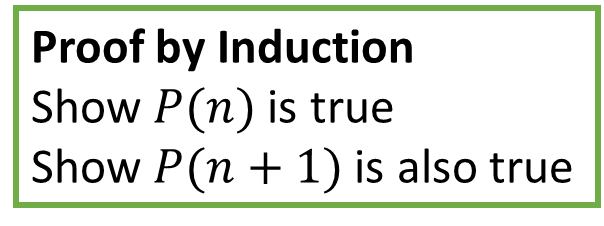 Proof by Induction
Show P(n) is true
Show P(n + 1) is also true